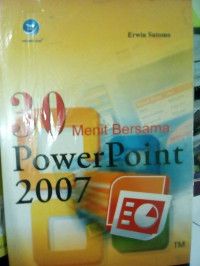 Erwin Sutomo
30
Menit Bersama
PowerPoint
2007
TM